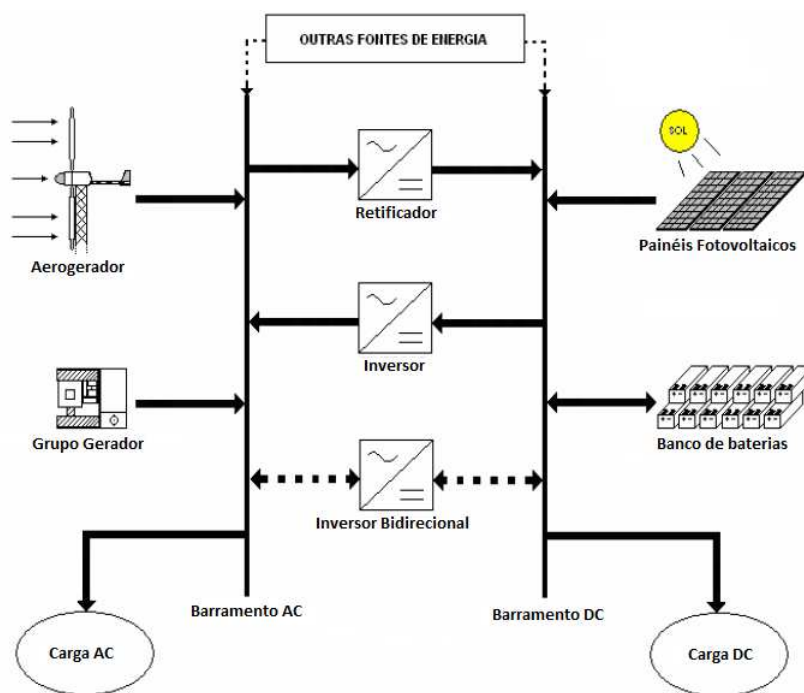 OUTRAS FONTES DE ENERGIA
SOL
Retificador
Aerogerador
Painéis Fotovoltaicos
Inversor
Grupo Gerador
Banco de baterias
Inversor Bidirecional
Barramento AC
Barramento DC
Carga AC
Carga DC